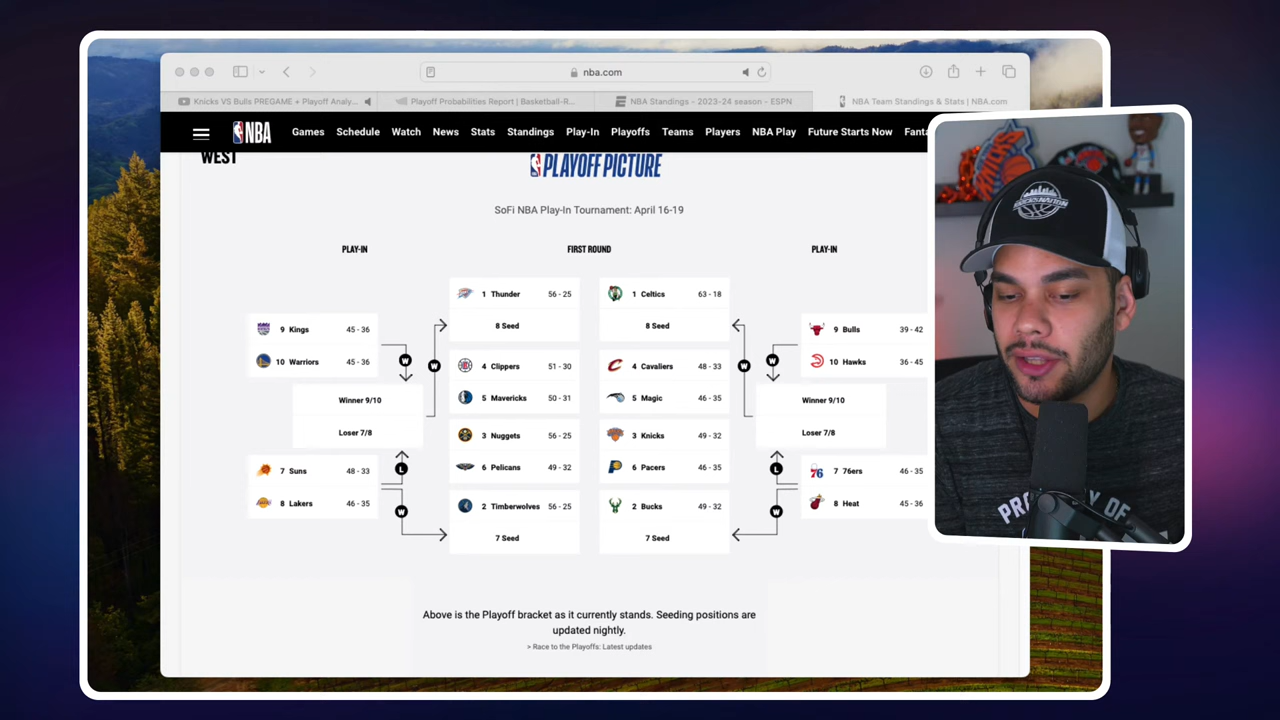 nba.com
Knicks VS Bulls PREGAME + Playoff Analy...
Playoff Probabilities Report | Basketball-R...
NBA Standings - 2023-24 season - ESPN
NBA Team Standings & Stats | NBA.com
NBA
Games Schedule Watch News Stats Standings Play-In Playoffs Teams Players NBA Play Future Starts Now Fanta
WEST
PLAYOFF PICTURE
SoFi NBA Play-In Tournament: April 16-19
PLAY-IN
FIRST ROUND
PLAY-IN
9 Kings 45 - 36
10 Warriors 45 - 36
W
Winner 9/10
Loser 7/8
L
7 Suns 48 - 33
8 Lakers 46 - 35
W
W
1 Thunder 56 - 25
8 Seed
4 Clippers 51 - 30
5 Mavericks 50 - 31
3 Nuggets 56 - 25
6 Pelicans 49 - 32
2 Timberwolves 56 - 25
7 Seed
1 Celtics 63 - 18
8 Seed
4 Cavaliers 48 - 33
5 Magic 46 - 35
3 Knicks 49 - 32
6 Pacers 46 - 35
2 Bucks 49 - 32
7 Seed
W
W
9 Bulls 39 - 42
10 Hawks 36 - 45
Winner 9/10
Loser 7/8
L
7 76ers 46 - 35
8 Heat 45 - 36
W
Above is the Playoff bracket as it currently stands. Seeding positions are
updated nightly.
> Race to the Playoffs: Latest updates
KNICKS
PROPERTY OF